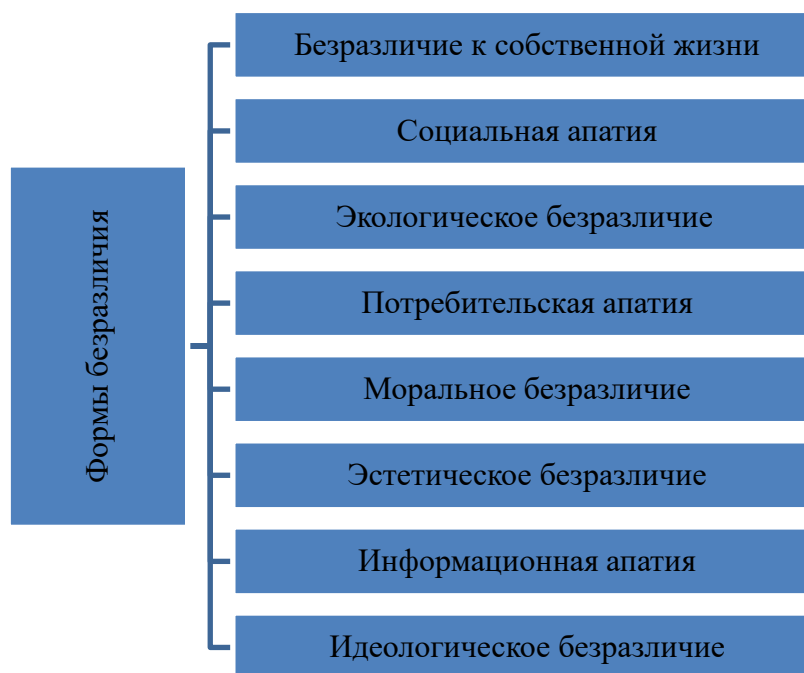 Формы безразличия
Безразличие к собственной жизни
Социальная апатия
Экологическое безразличие
Потребительская апатия
Моральное безразличие
Эстетическое безразличие
Информационная апатия
Идеологическое безразличие